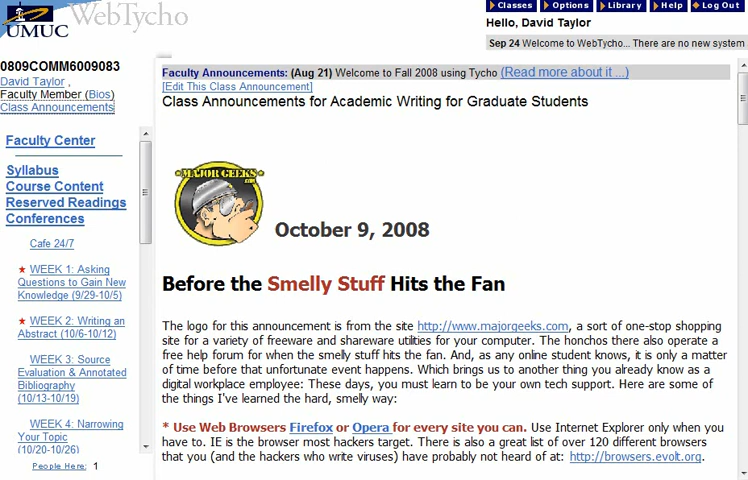 UMUC
WebTycho
Classes
Options
Library
Help
Log Out
Hello, David Taylor
Sep 24 Welcome to WebTycho... There are no new system
0809COMM6009083
David Taylor ,
Faculty Member (Bios)
Class Announcements
Faculty Center
Syllabus
Course Content
Reserved Readings
Conferences
Cafe 24/7
★ WEEK 1: Asking
Questions to Gain New
Knowledge (9/29-10/5)
★ WEEK 2: Writing an
Abstract (10/6-10/12)
WEEK 3: Source
Evaluation & Annotated
Bibliography
(10/13-10/19)
WEEK 4: Narrowing
Your Topic
(10/20-10/26)
People Here: 1
Faculty Announcements: (Aug 21) Welcome to Fall 2008 using Tycho (Read more about it ...)
[Edit This Class Announcement]
Class Announcements for Academic Writing for Graduate Students
MAJOR GEEKS
.com
October 9, 2008
Before the Smelly Stuff Hits the Fan
The logo for this announcement is from the site http://www.majorgeeks.com, a sort of one-stop shopping
site for a variety of freeware and shareware utilities for your computer. The honchos there also operate a
free help forum for when the smelly stuff hits the fan. And, as any online student knows, it is only a matter
of time before that unfortunate event happens. Which brings us to another thing you already know as a
digital workplace employee: These days, you must learn to be your own tech support. Here are some of
the things I've learned the hard, smelly way:
* Use Web Browsers Firefox or Opera for every site you can. Use Internet Explorer only when you
have to. IE is the browser most hackers target. There is also a great list of over 120 different browsers
that you (and the hackers who write viruses) have probably not heard of at: http://browsers.evolt.org.